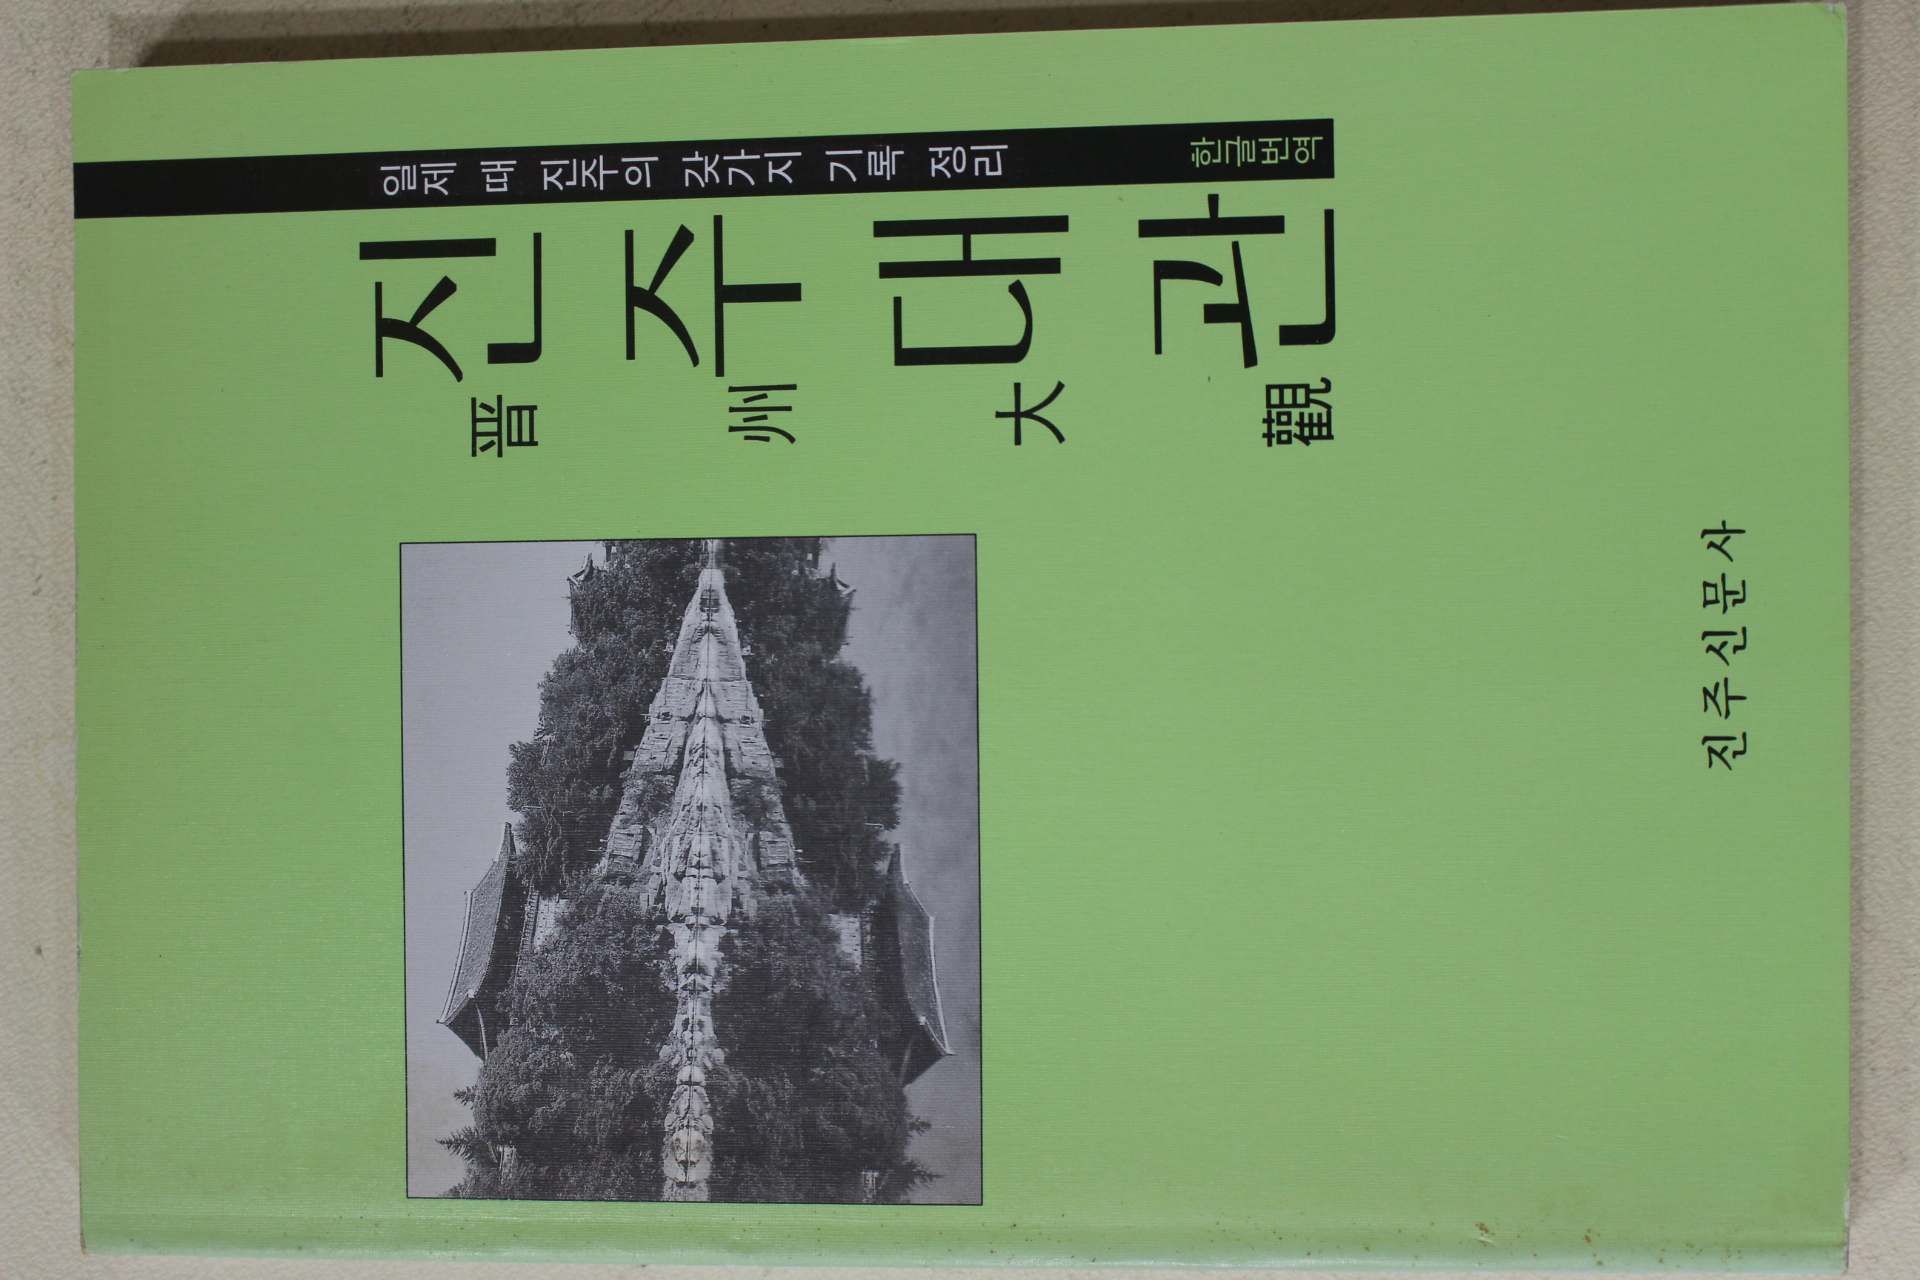 일제 때 진주의 갖가지 기록 정리
한글번역
진주대관
晋州大觀
진주신문사